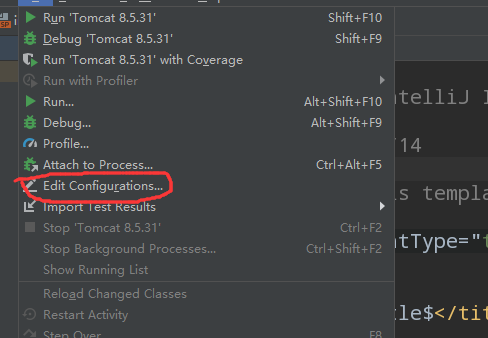 Run 'Tomcat 8.5.31' Shift+F10
Debug 'Tomcat 8.5.31' Shift+F9
Run 'Tomcat 8.5.31' with Coverage
Run with Profiler
Run... Alt+Shift+F10
Debug... Alt+Shift+F9
Profile...
Attach to Process... Ctrl+Alt+F5
Edit Configurations...
Import Test Results
Stop 'Tomcat 8.5.31' Ctrl+F2
Stop Background Processes... Ctrl+Shift+F2
Show Running List
Reload Changed Classes
Restart Activity
Step Over F8
ntelliJ I
/14
s templa
ntType="t
tle$</tit